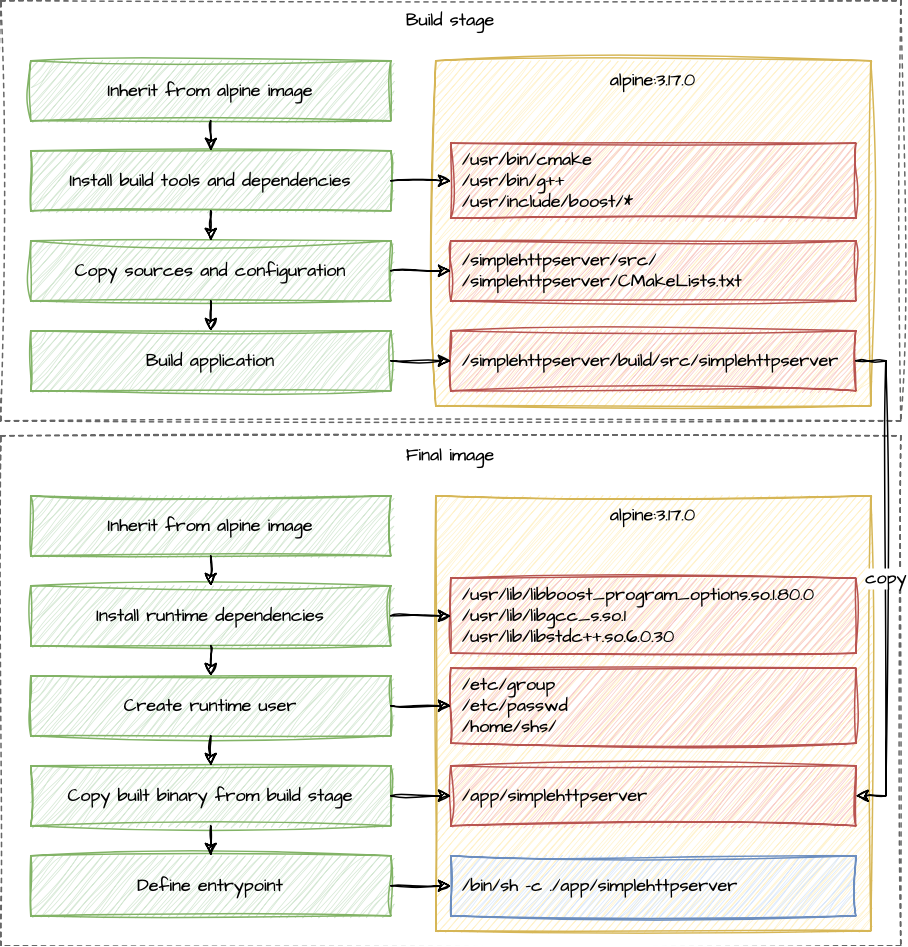 Build stage
Inherit from alpine image
alpine:3.17.0
Install build tools and dependencies
/usr/bin/cmake
/usr/bin/g++
/usr/include/boost/*
Copy sources and configuration
/simplehttpserver/src/
/simplehttpserver/CMakeLists.txt
Build application
/simplehttpserver/build/src/simplehttpserver
Final image
Inherit from alpine image
alpine:3.17.0
copy
Install runtime dependencies
/usr/lib/libboost_program_options.so.1.80.0
/usr/lib/libgcc_s.so.1
/usr/lib/libstdc++.so.6.0.30
Create runtime user
/etc/group
/etc/passwd
/home/shs/
Copy built binary from build stage
/app/simplehttpserver
Define entrypoint
/bin/sh -c ./app/simplehttpserver